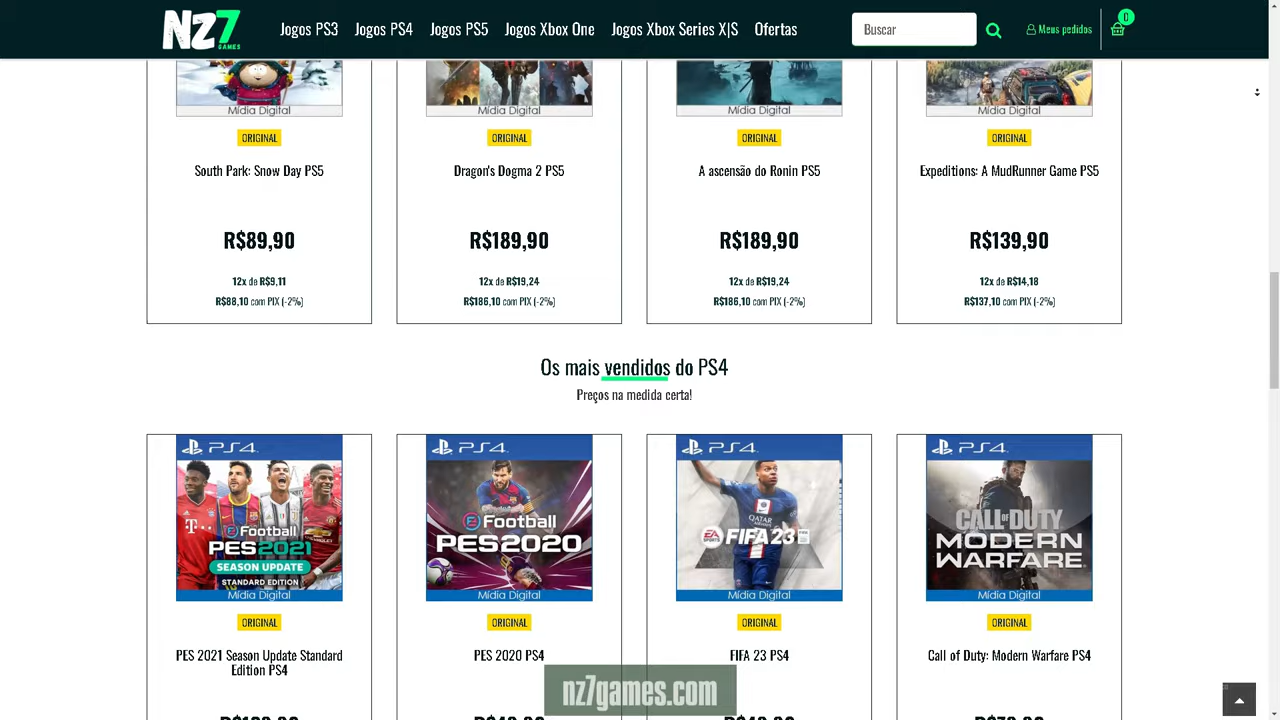 NZ7
GAMES
Jogos PS3 Jogos PS4 Jogos PS5 Jogos Xbox One Jogos Xbox Series X|S Ofertas
Buscar
Meus pedidos
0
Mídia Digital Mídia Digital Mídia Digital Mídia Digital
ORIGINAL ORIGINAL ORIGINAL ORIGINAL
South Park: Snow Day PS5 Dragon's Dogma 2 PS5 A ascensão do Ronin PS5 Expeditions: A MudRunner Game PS5
R$89,90 R$189,90 R$189,90 R$139,90
12x de R$9,11 12x de R$19,24 12x de R$19,24 12x de R$14,18
R$88,10 com PIX (-2%) R$186,10 com PIX (-2%) R$186,10 com PIX (-2%) R$137,10 com PIX (-2%)
Os mais vendidos do PS4
Preços na medida certa!
PS4 PS4 PS4 PS4
eFootball
PES2021
SEASON UPDATE
STANDARD EDITION
eFootball
PES2020
QATAR AIRWAYS
EA SPORTS FIFA 23
CALL OF DUTY
MODERN
WARFARE
Mídia Digital Mídia Digital Mídia Digital Mídia Digital
ORIGINAL ORIGINAL ORIGINAL ORIGINAL
PES 2021 Season Update Standard
Edition PS4
PES 2020 PS4
FIFA 23 PS4
Call of Duty: Modern Warfare PS4
nz7games.com